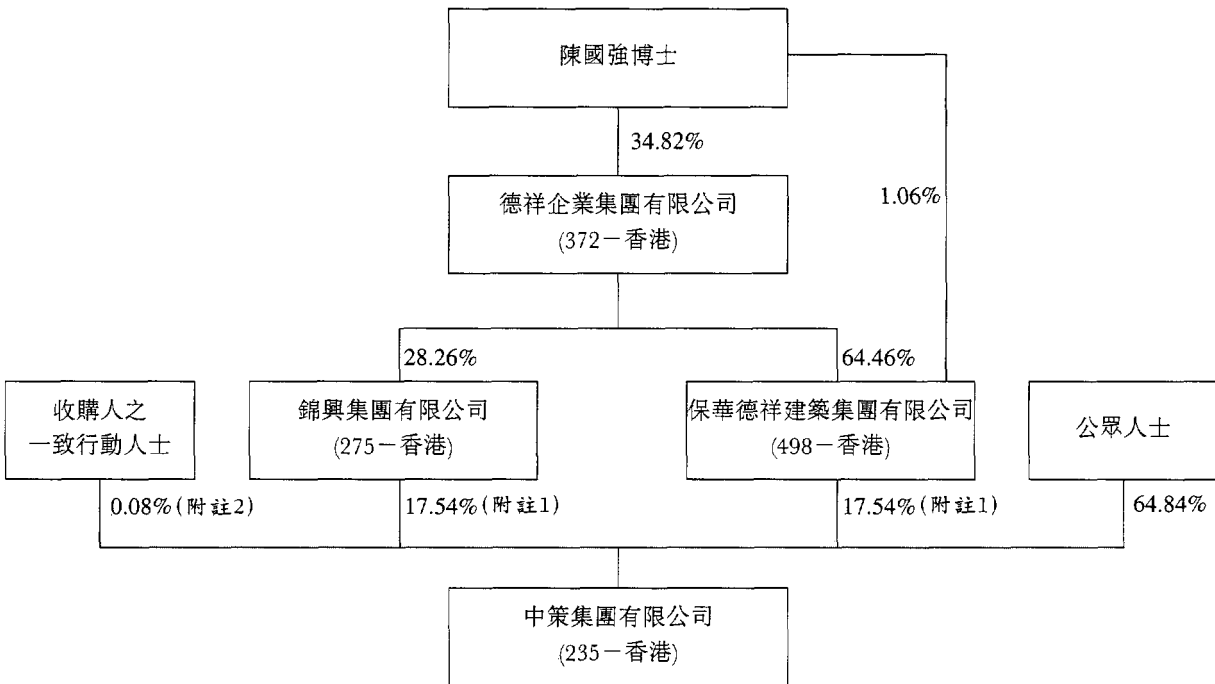 陳國強博士
34.82%
德祥企業集團有限公司
(372－香港)
1.06%
28.26%
64.46%
收購人之
一致行動人士
錦興集團有限公司
(275－香港)
保華德祥建築集團有限公司
(498－香港)
公眾人士
0.08%(附註2)
17.54%(附註1)
17.54%(附註1)
64.84%
中策集團有限公司
(235－香港)